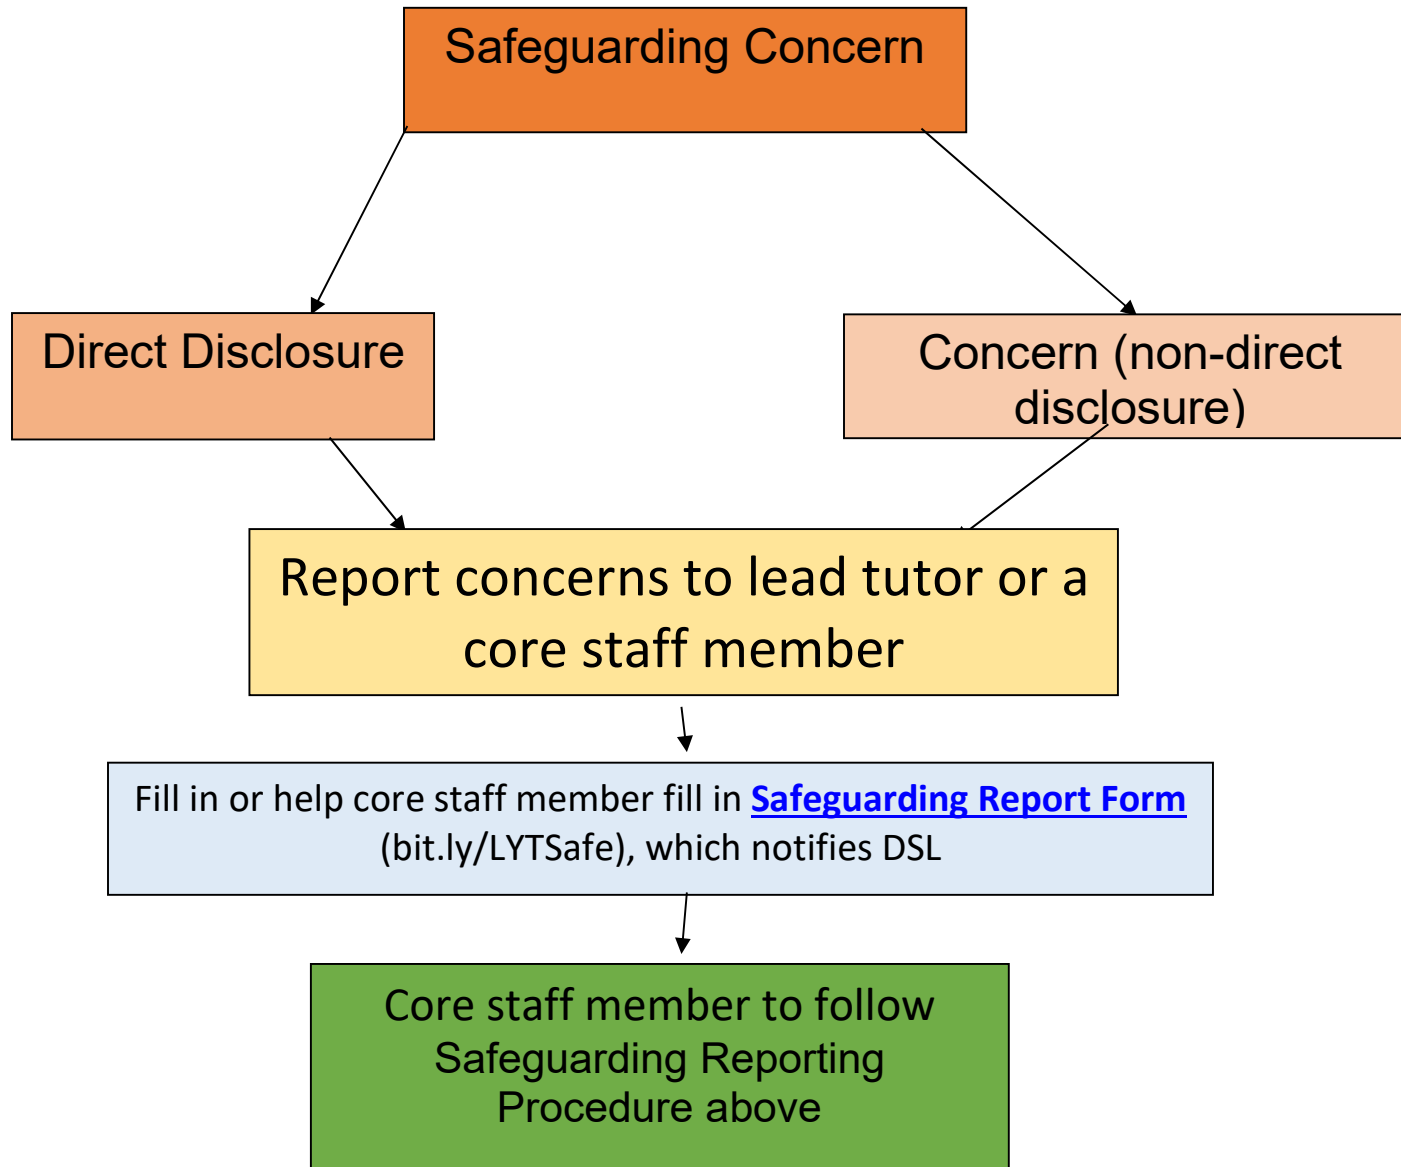 Safeguarding Concern
Direct Disclosure
Concern (non-direct
disclosure)
Report concerns to lead tutor or a
core staff member
Fill in or help core staff member fill in Safeguarding Report Form
(bit.ly/LYTSafe), which notifies DSL
Core staff member to follow
Safeguarding Reporting
Procedure above